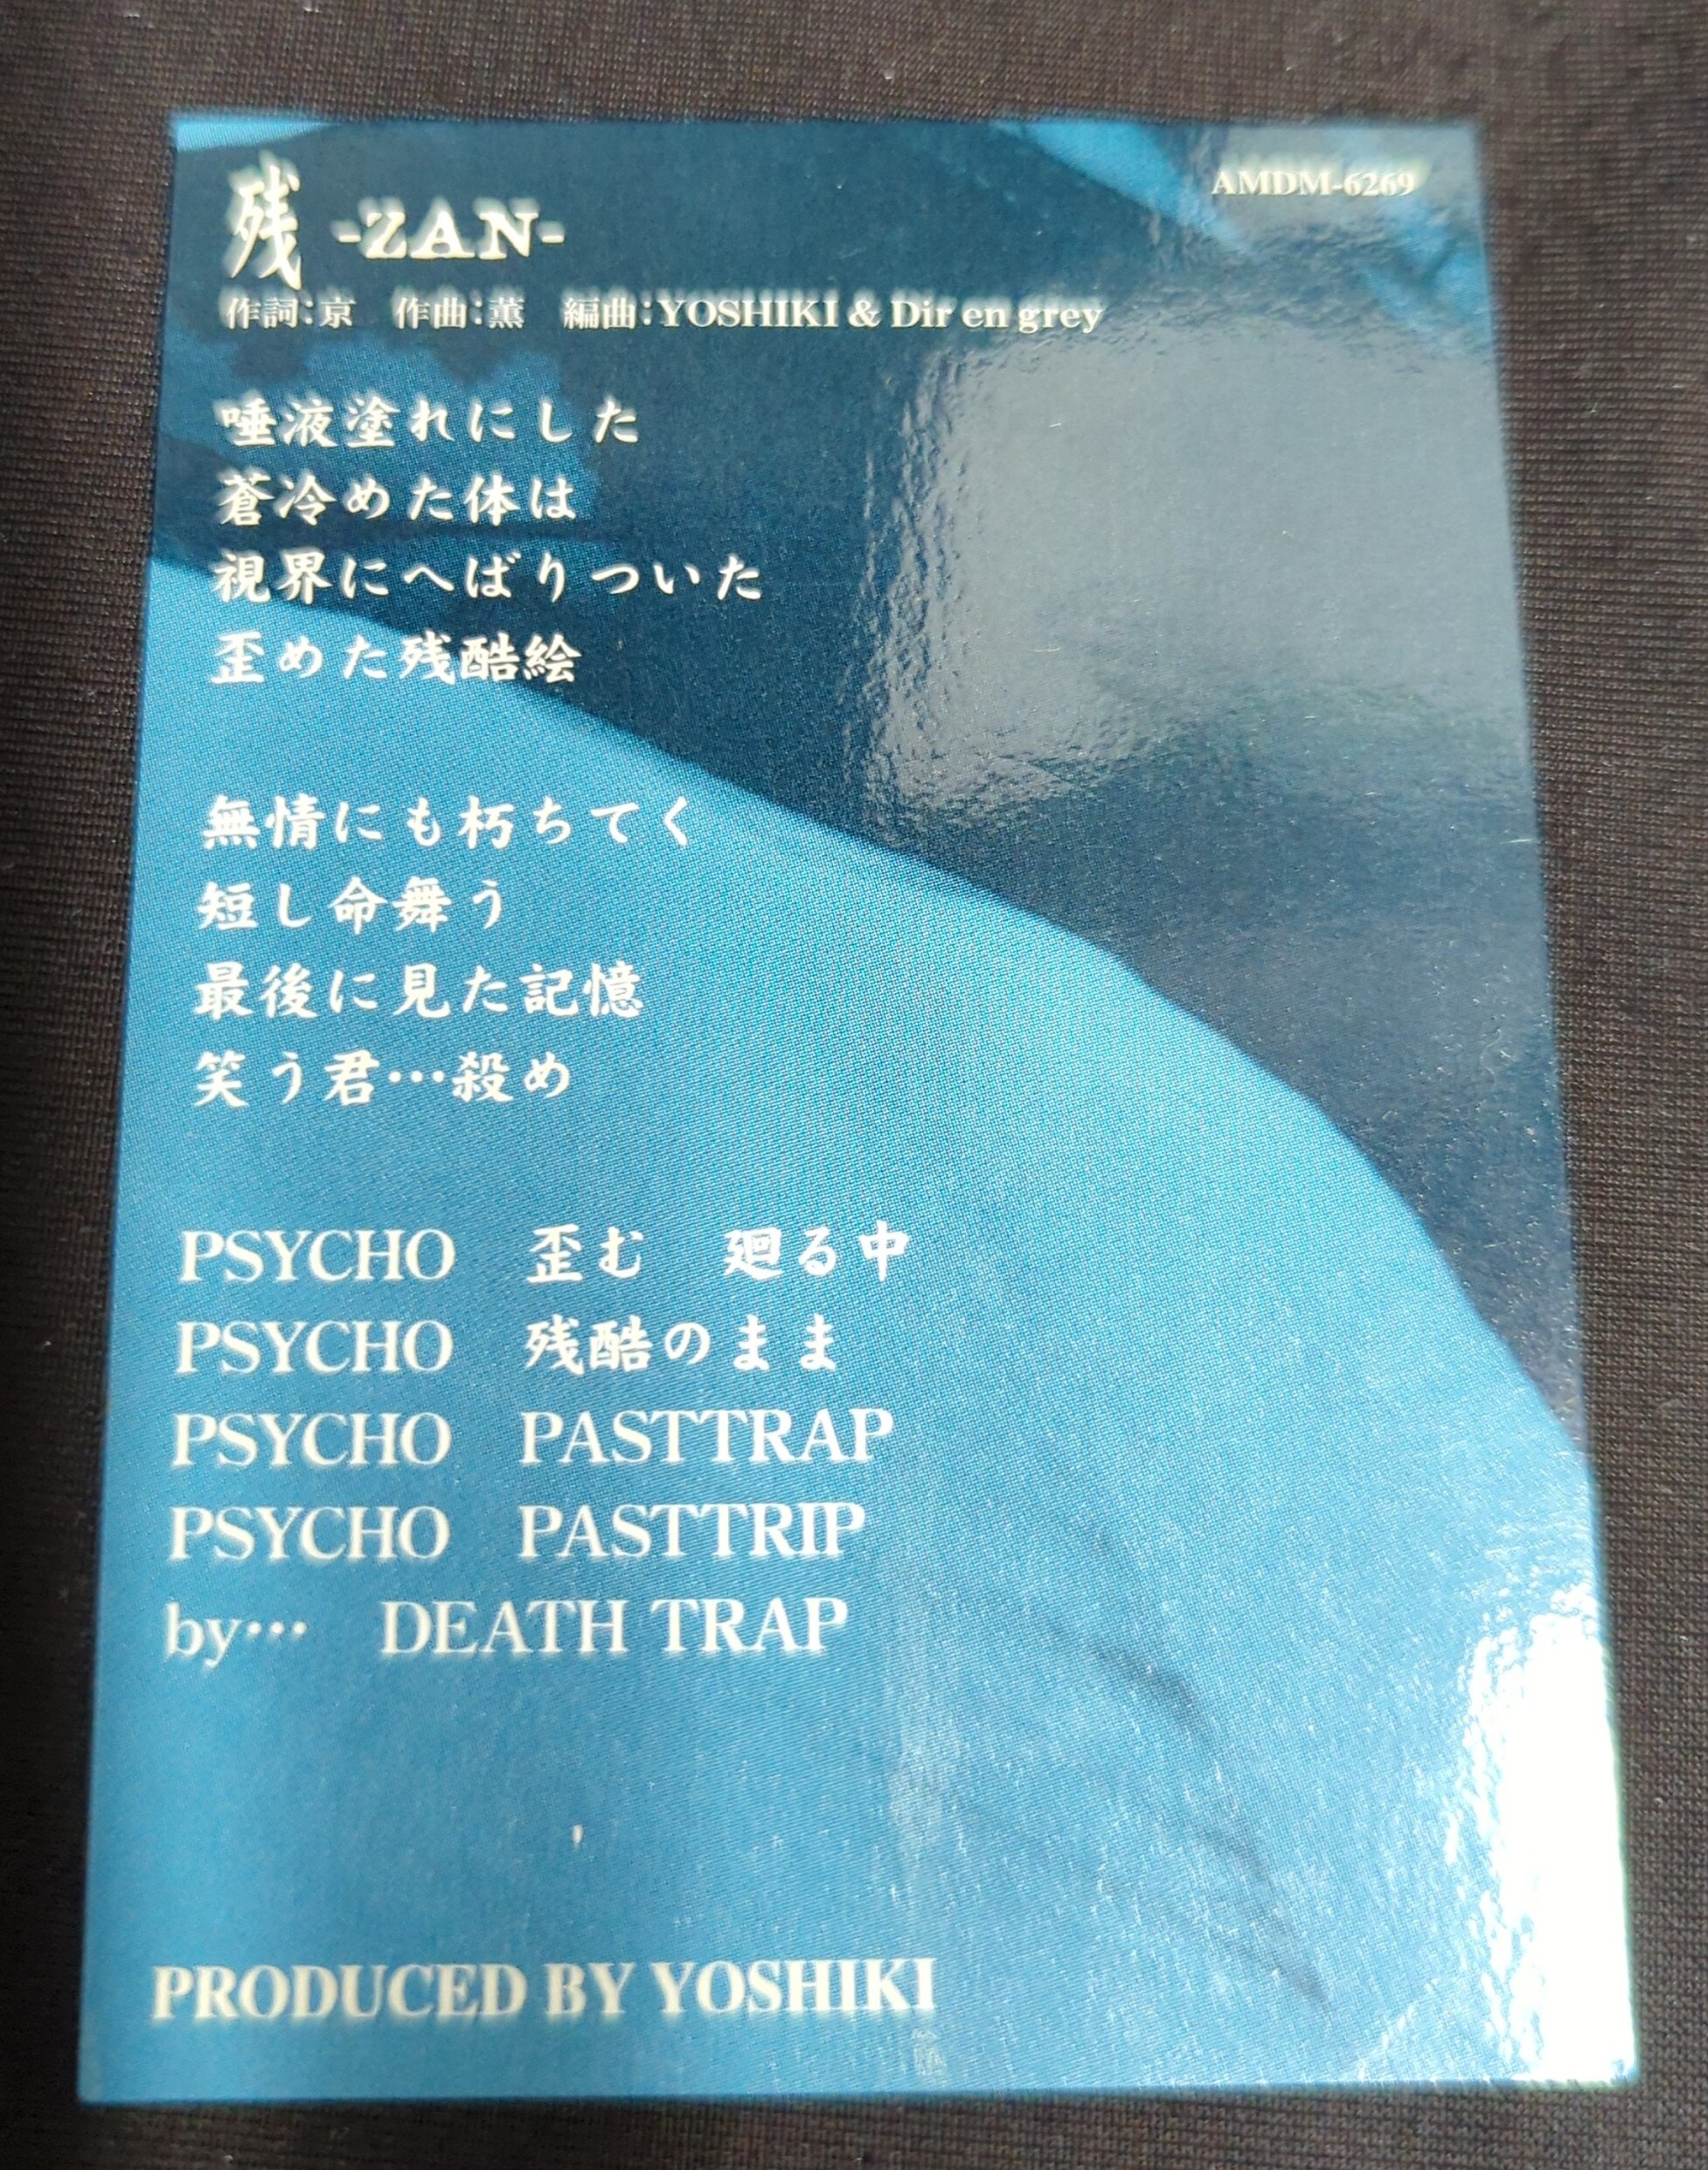 残 -ZAN-
AMDM-6269
作詞：京　作曲：薫　編曲：YOSHIKI & Dir en grey
唾液塗れにした
蒼冷めた体は
視界にへばりついた
歪めた残酷絵
無情にも朽ちてく
短し命舞う
最後に見た記憶
笑う君…殺め
PSYCHO　歪む　廻る中
PSYCHO　残酷のまま
PSYCHO　PASTTRAP
PSYCHO　PASTTRIP
by…　DEATH TRAP
PRODUCED BY YOSHIKI